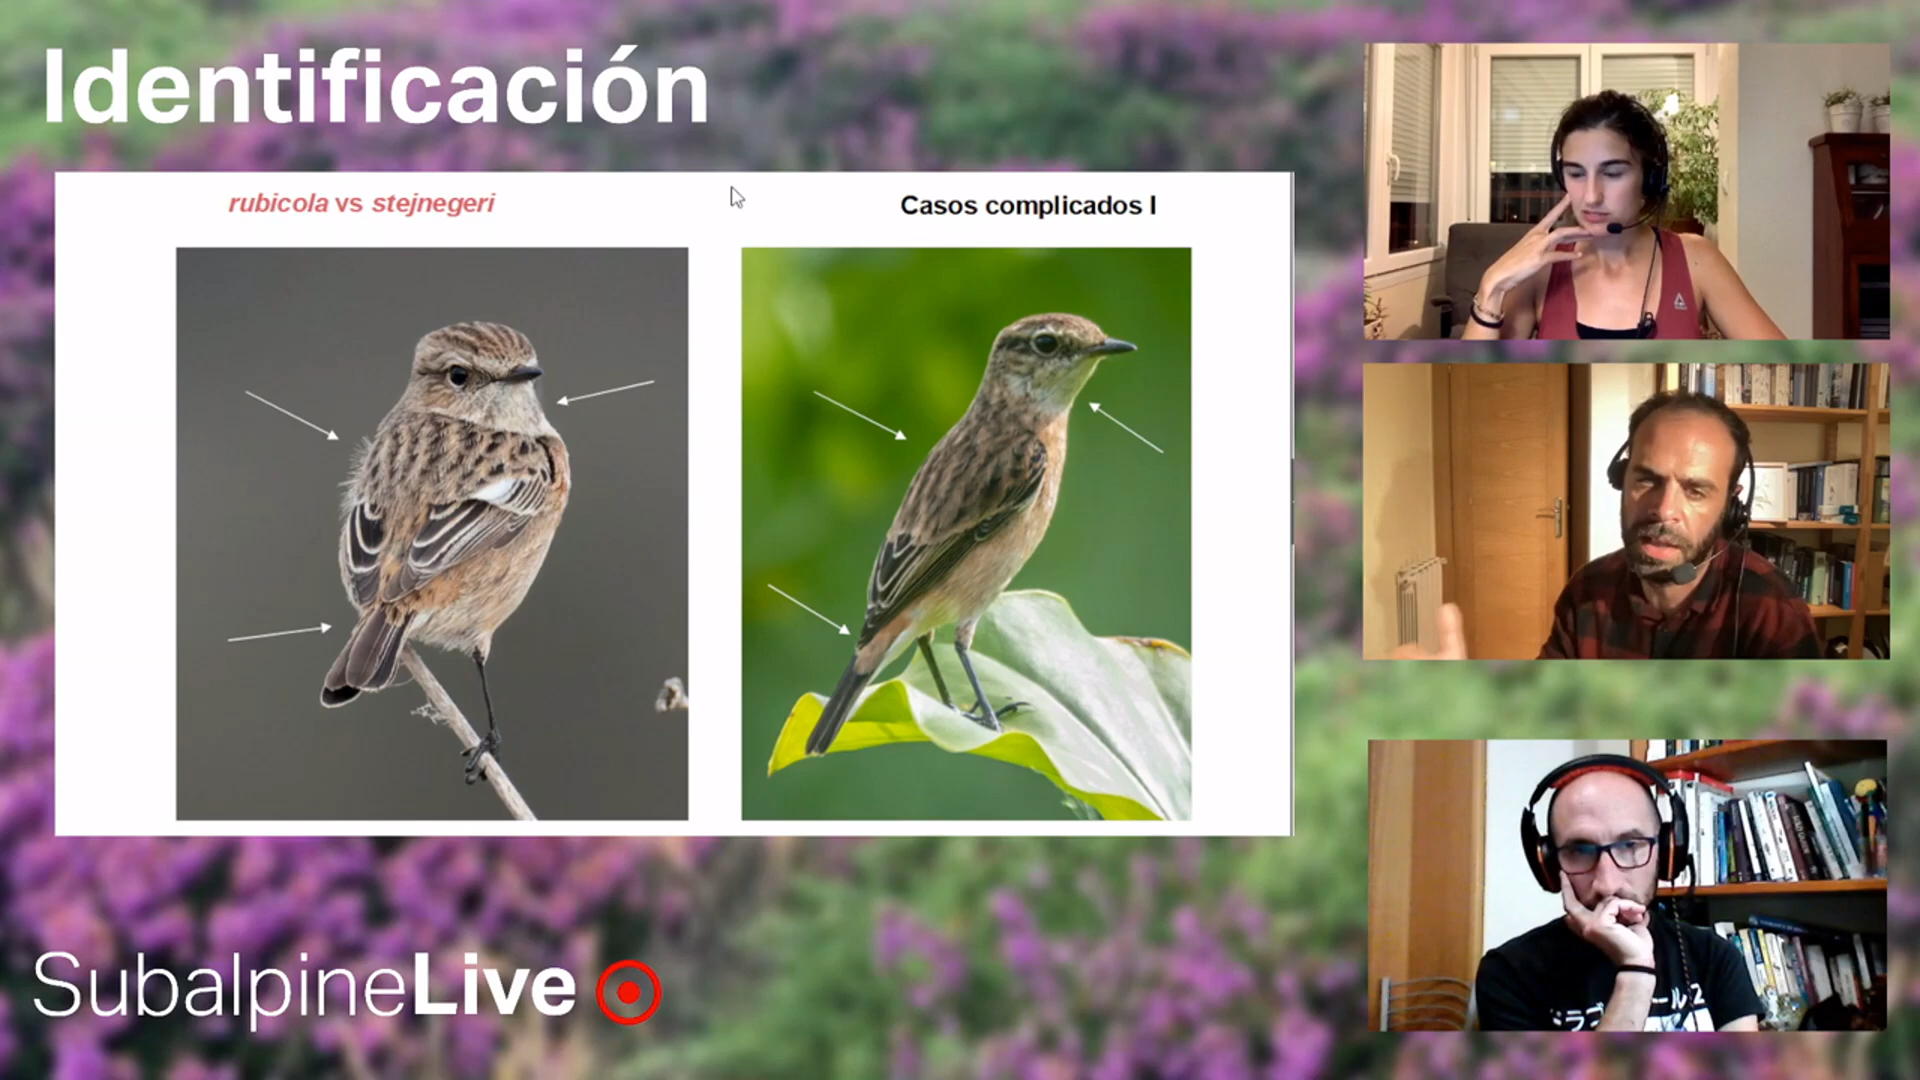 Identificación
rubicola vs stejnegeri
Casos complicados I
SubalpineLive